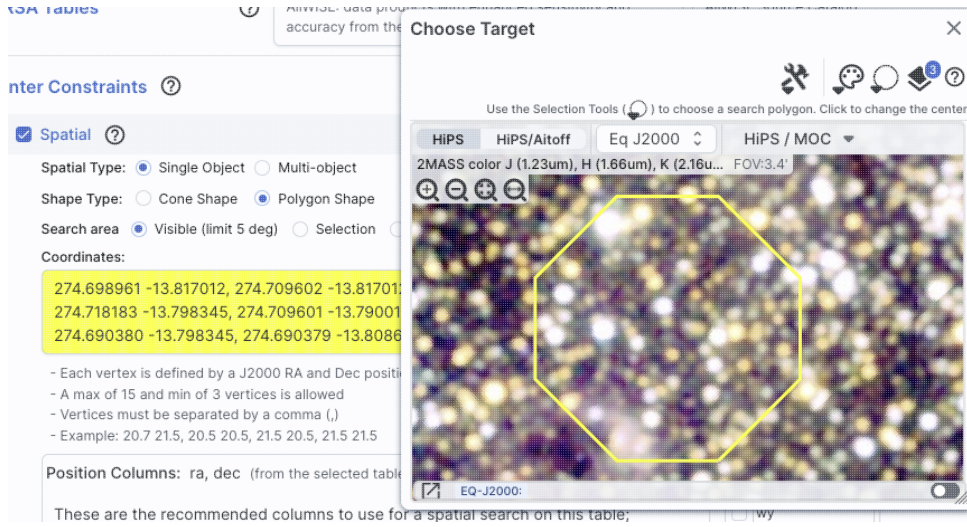 RSA Tables
AllWISE: data products with enhanced sensitivity and
accuracy from the
AllWISE Source Catalog
nter Constraints
Spatial
Spatial Type: Single Object Multi-object
Shape Type: Cone Shape Polygon Shape
Search area Visible (limit 5 deg) Selection
Coordinates:
274.698961 -13.817012, 274.709602 -13.81701
274.718183 -13.798345, 274.709601 -13.79001
274.690380 -13.798345, 274.690379 -13.8086
- Each vertex is defined by a J2000 RA and Dec positi
- A max of 15 and min of 3 vertices is allowed
- Vertices must be separated by a comma (,)
- Example: 20.7 21.5, 20.5 20.5, 21.5 20.5, 21.5 21.5
Position Columns: ra, dec (from the selected table
These are the recommended columns to use for a spatial search on this table;
wy
Choose Target
3
Use the Selection Tools ( ) to choose a search polygon. Click to change the center
HiPS HiPS/Aitoff Eq J2000 HiPS / MOC
2MASS color J (1.23um), H (1.66um), K (2.16u... FOV:3.4'
EQ-J2000: